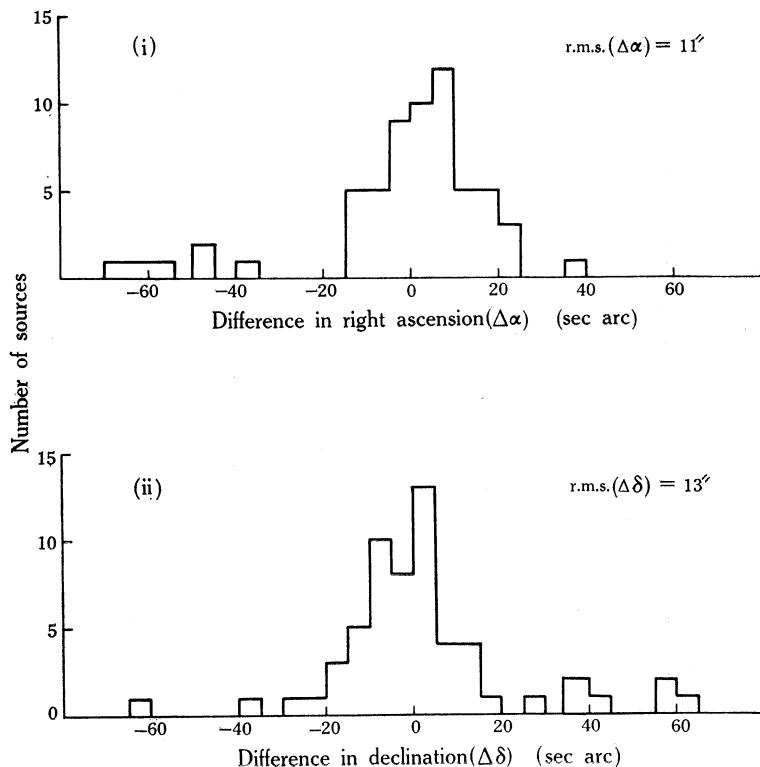 15
(i)
r.m.s.(Δα) = 11″
10
5
−60 −40 −20 0 20 40 60
Difference in right ascension(Δα) (sec arc)
Number of sources
15
(ii)
r.m.s.(Δδ) = 13″
10
5
0
−60 −40 −20 0 20 40 60
Difference in declination(Δδ) (sec arc)